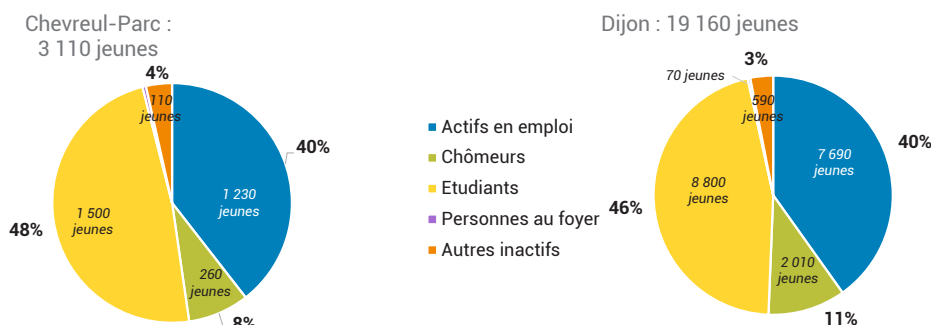 Chevreul-Parc :
3 110 jeunes
4%
110
jeunes
40%
1 230
jeunes
1 500
jeunes
48%
260
jeunes
8%
Actifs en emploi
Chômeurs
Etudiants
Personnes au foyer
Autres inactifs
Dijon : 19 160 jeunes
3%
70 jeunes
590
jeunes
7 690
jeunes
40%
8 800
jeunes
46%
2 010
jeunes
11%